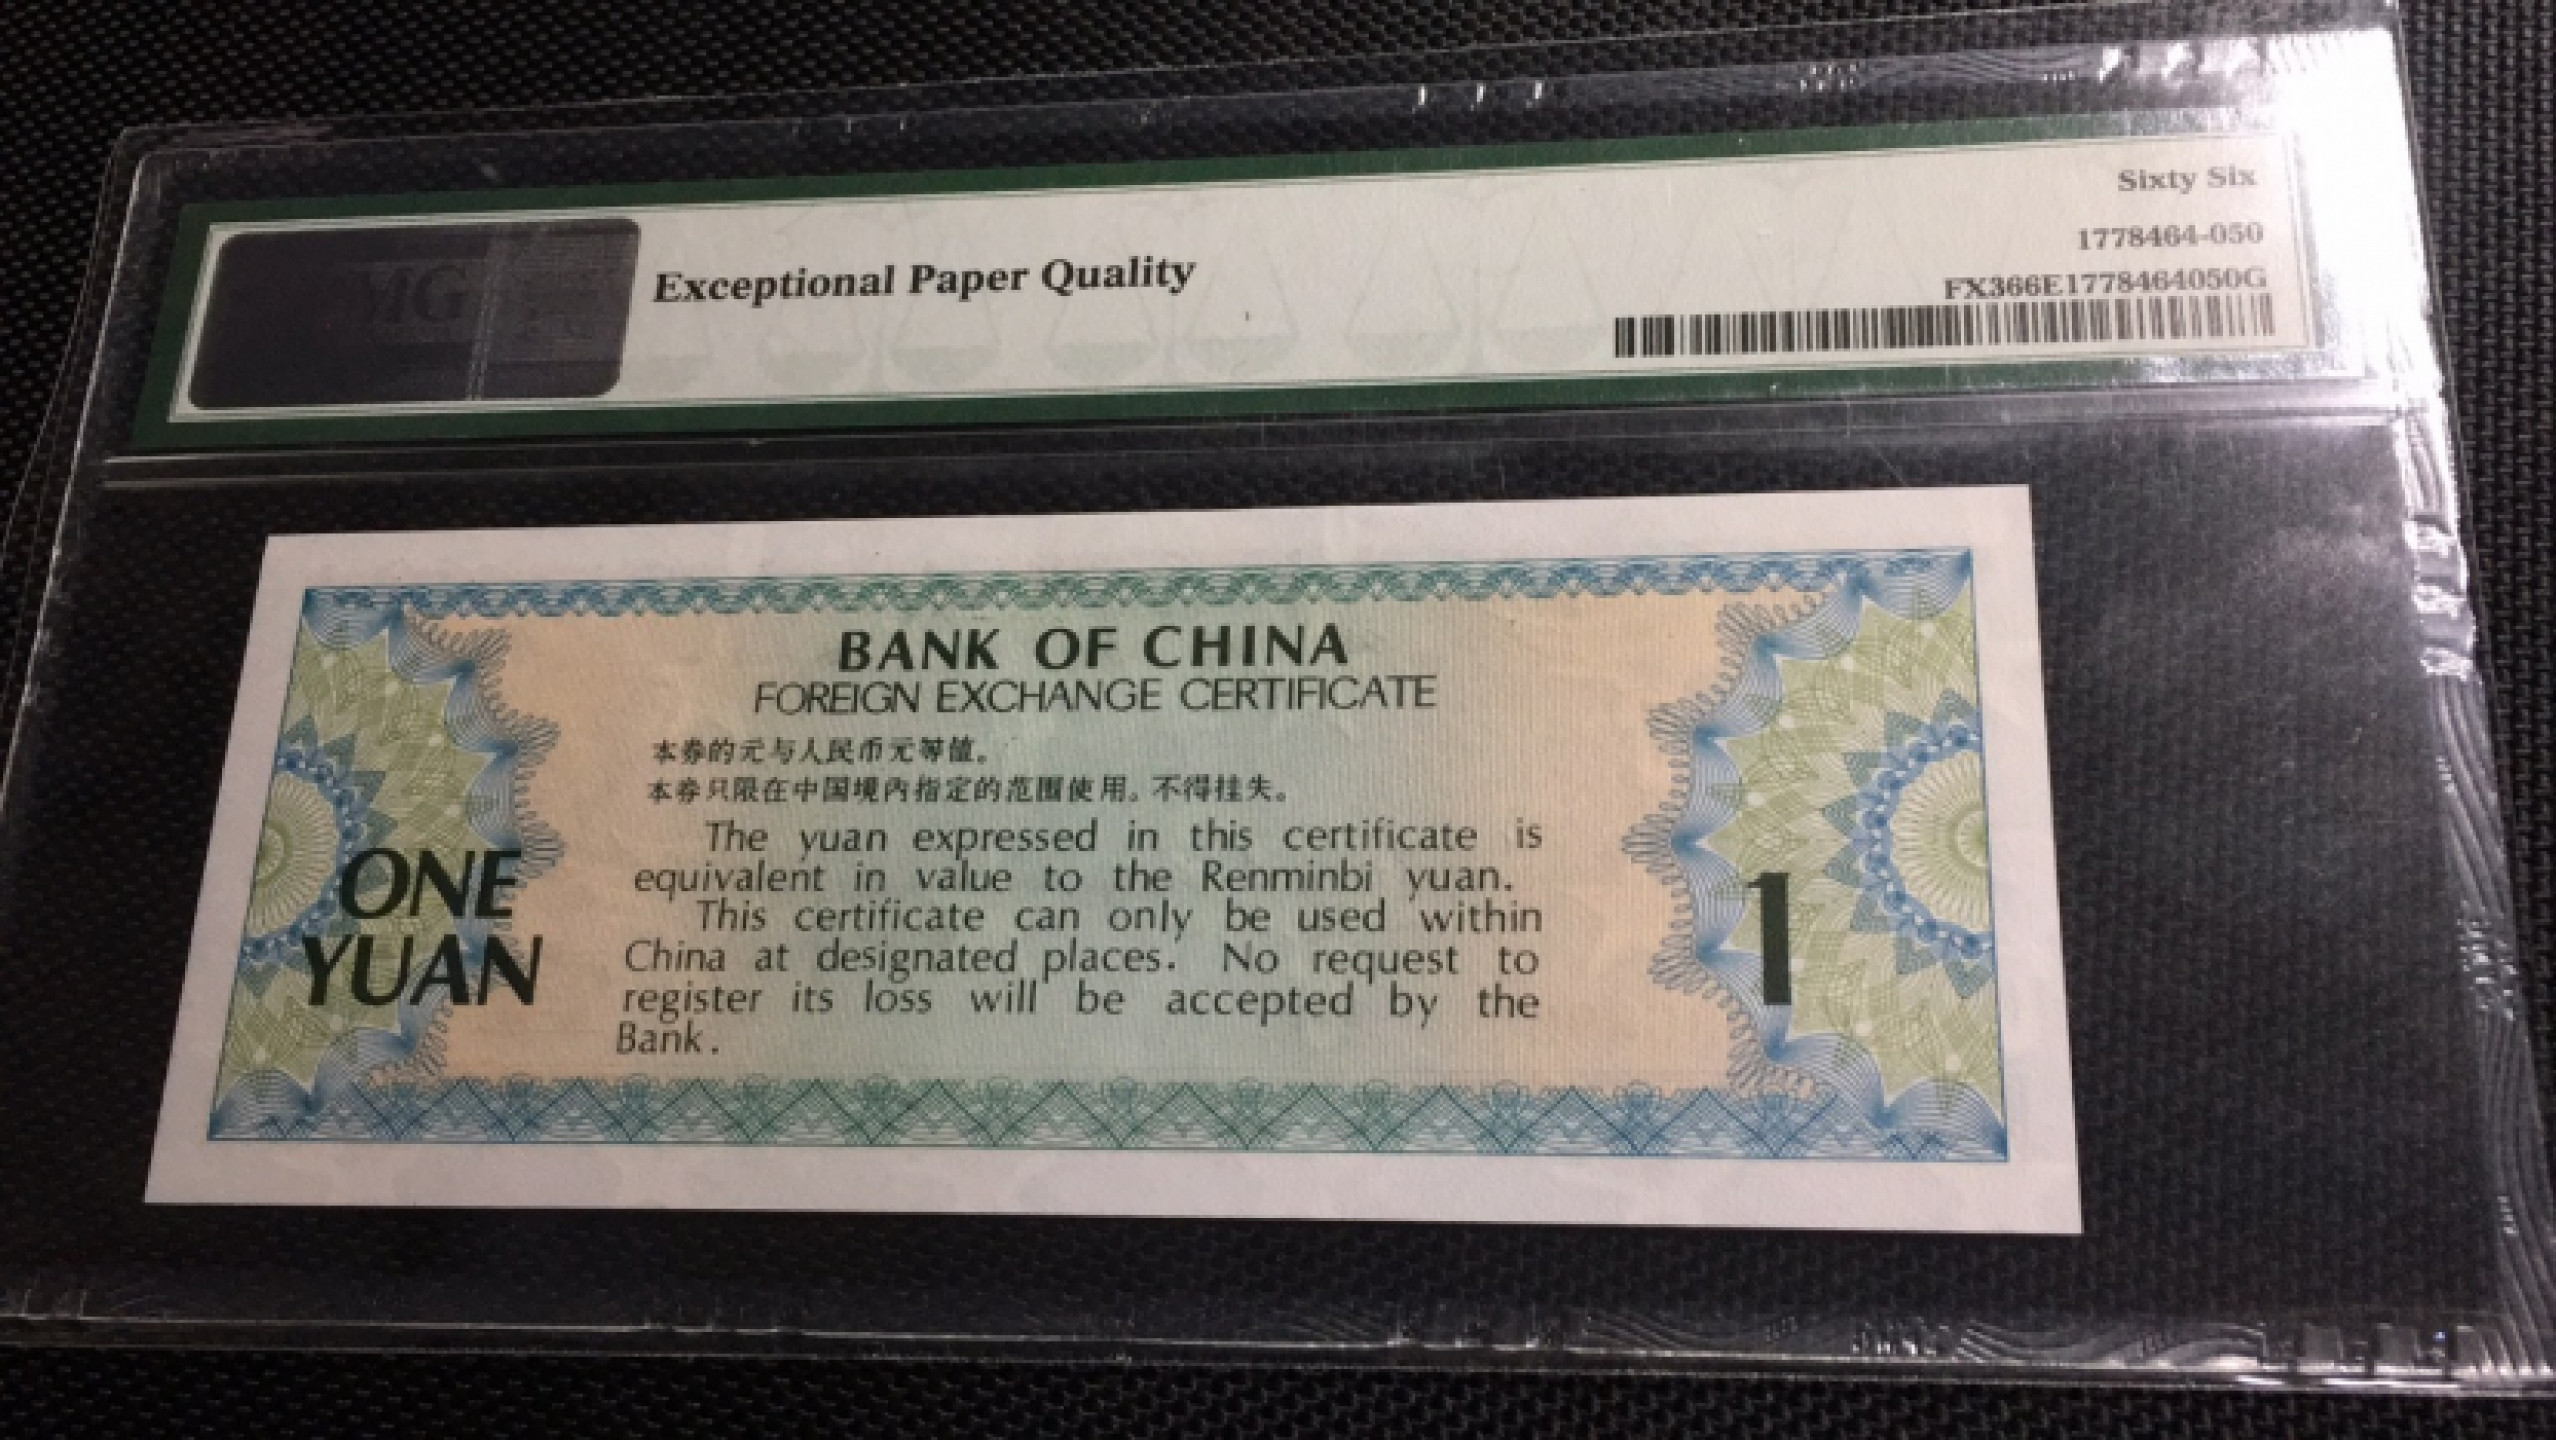 Sixty Six
1778464-050
Exceptional Paper Quality
FX366E1778464050G
BANK OF CHINA
FOREIGN EXCHANGE CERTIFICATE
本券的元与人民币元等值。
本券只限在中国境内指定的范围使用。不得挂失。
The yuan expressed in this certificate is
equivalent in value to the Renminbi yuan.
This certificate can only be used within
China at designated places. No request to
register its loss will be accepted by the
Bank.
ONE
YUAN
1